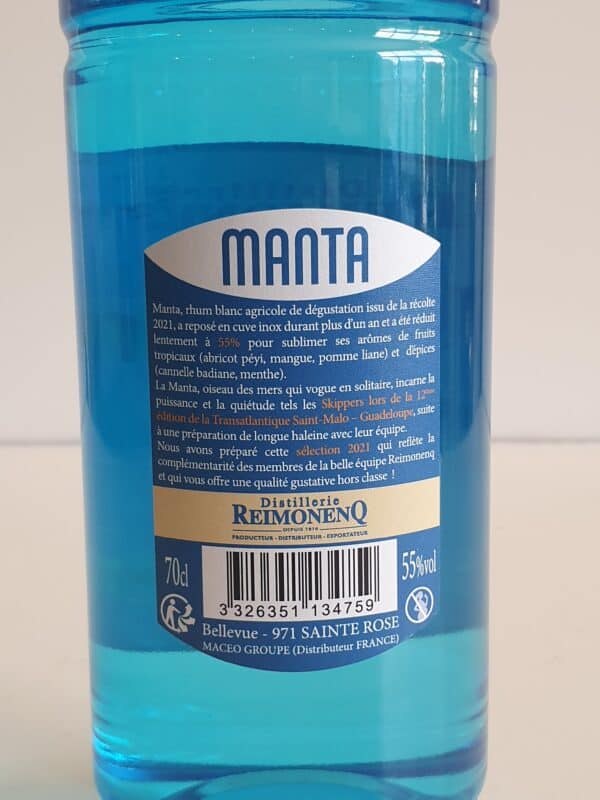 MANTA
Manta, rhum blanc agricole de dégustation issu de la récolte
2021, a reposé en cuve inox durant plus d'un an et a été réduit
lentement à 55% pour sublimer ses arômes de fruits
tropicaux (abricot péyi, mangue, pomme liane) et d'épices
(cannelle badiane, menthe).
La Manta, oiseau des mers qui vogue en solitaire, incarne la
puissance et la quiétude tels les Skippers lors de la 12ème
édition de la Transatlantique Saint-Malo – Guadeloupe, suite
à une préparation de longue haleine avec leur équipe.
Nous avons préparé cette sélection 2021 qui reflète la
complémentarité des membres de la belle équipe Reimonenq
et qui vous offre une qualité gustative hors classe !
Distillerie
REIMONENQ
DEPUIS 1916
PRODUCTEUR - DISTRIBUTEUR - EXPORTATEUR
70cl
55%vol
3 326351 134759
Bellevue - 971 SAINTE ROSE
MACEO GROUPE (Distributeur FRANCE)